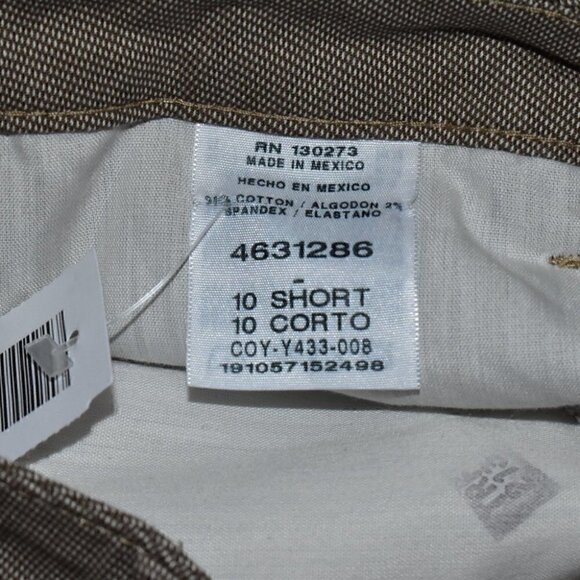 RN 130273
MADE IN MEXICO
HECHO EN MEXICO
COTTON / ALGODON 2%
SPANDEX / ELASTANO
4631286
-
10 SHORT
10 CORTO
COY-Y433-008
191057152498